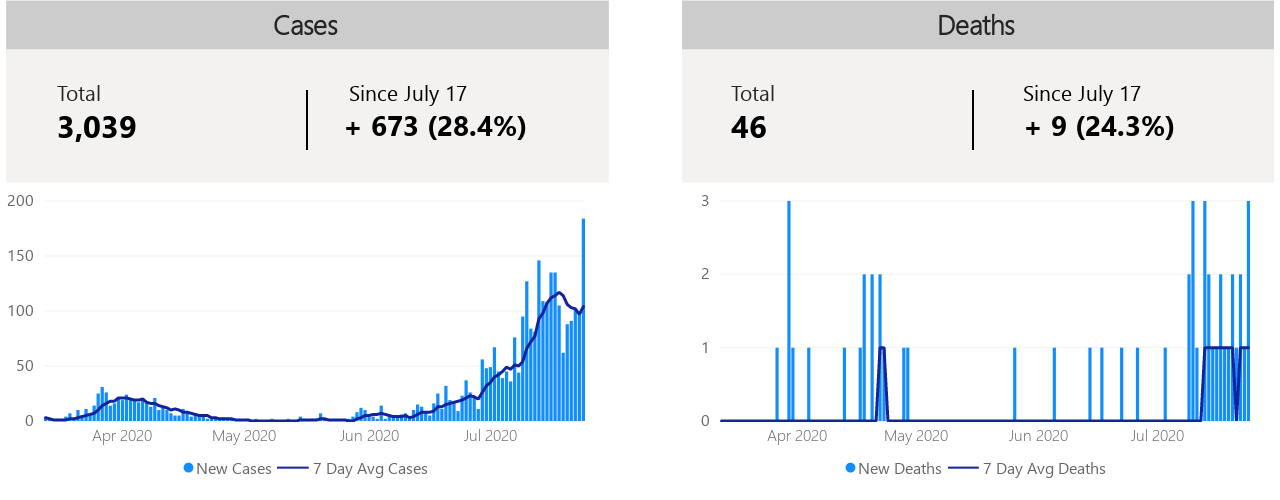 Cases
Total
Since July 17
3,039
+ 673 (28.4%)
200
150
100
50
0
Apr 2020 May 2020 Jun 2020 Jul 2020
New Cases 7 Day Avg Cases
Deaths
Total
Since July 17
46
+ 9 (24.3%)
3
2
1
0
Apr 2020 May 2020 Jun 2020 Jul 2020
New Deaths 7 Day Avg Deaths